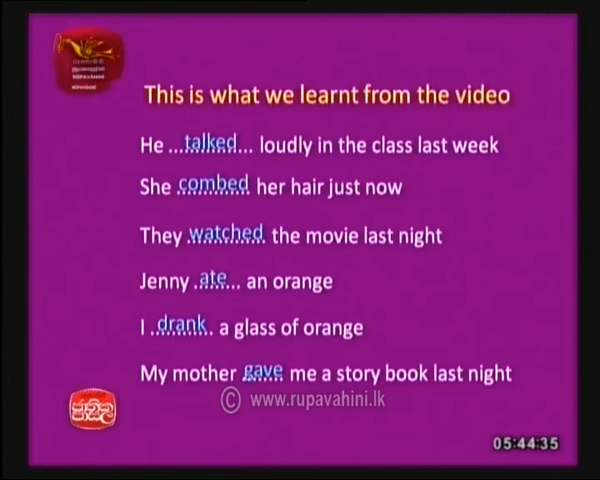 This is what we learnt from the video
He ...talked... loudly in the class last week
She combed her hair just now
They watched the movie last night
Jenny .ate... an orange
I .drank. a glass of orange
My mother gave me a story book last night
© www.rupavahini.lk
05:44:35